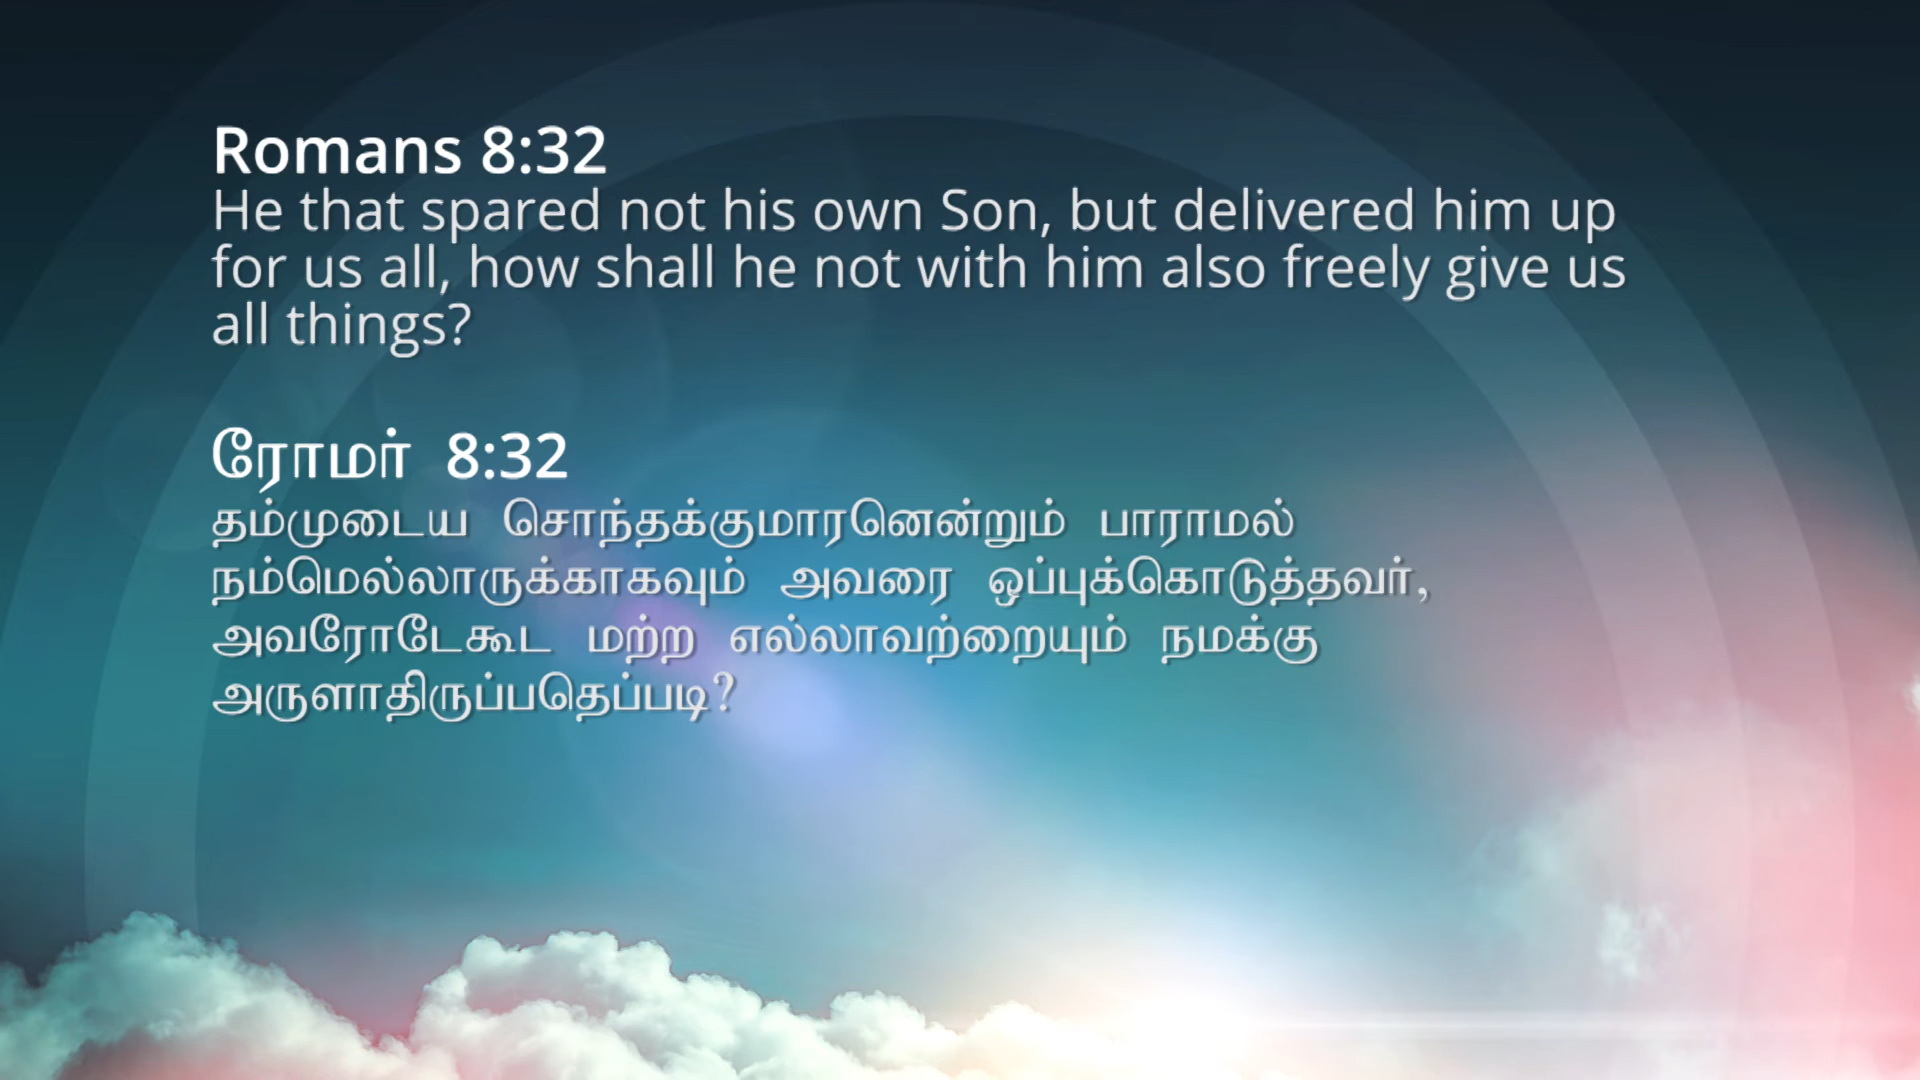 Romans 8:32
He that spared not his own Son, but delivered him up
for us all, how shall he not with him also freely give us
all things?
ரோமர் 8:32
தம்முடைய சொந்தக்குமாரனென்றும் பாராமல்
நம்மெல்லாருக்காகவும் அவரை ஒப்புக்கொடுத்தவர்,
அவரோடேகூட மற்ற எல்லாவற்றையும் நமக்கு
அருளாதிருப்பதெப்படி?